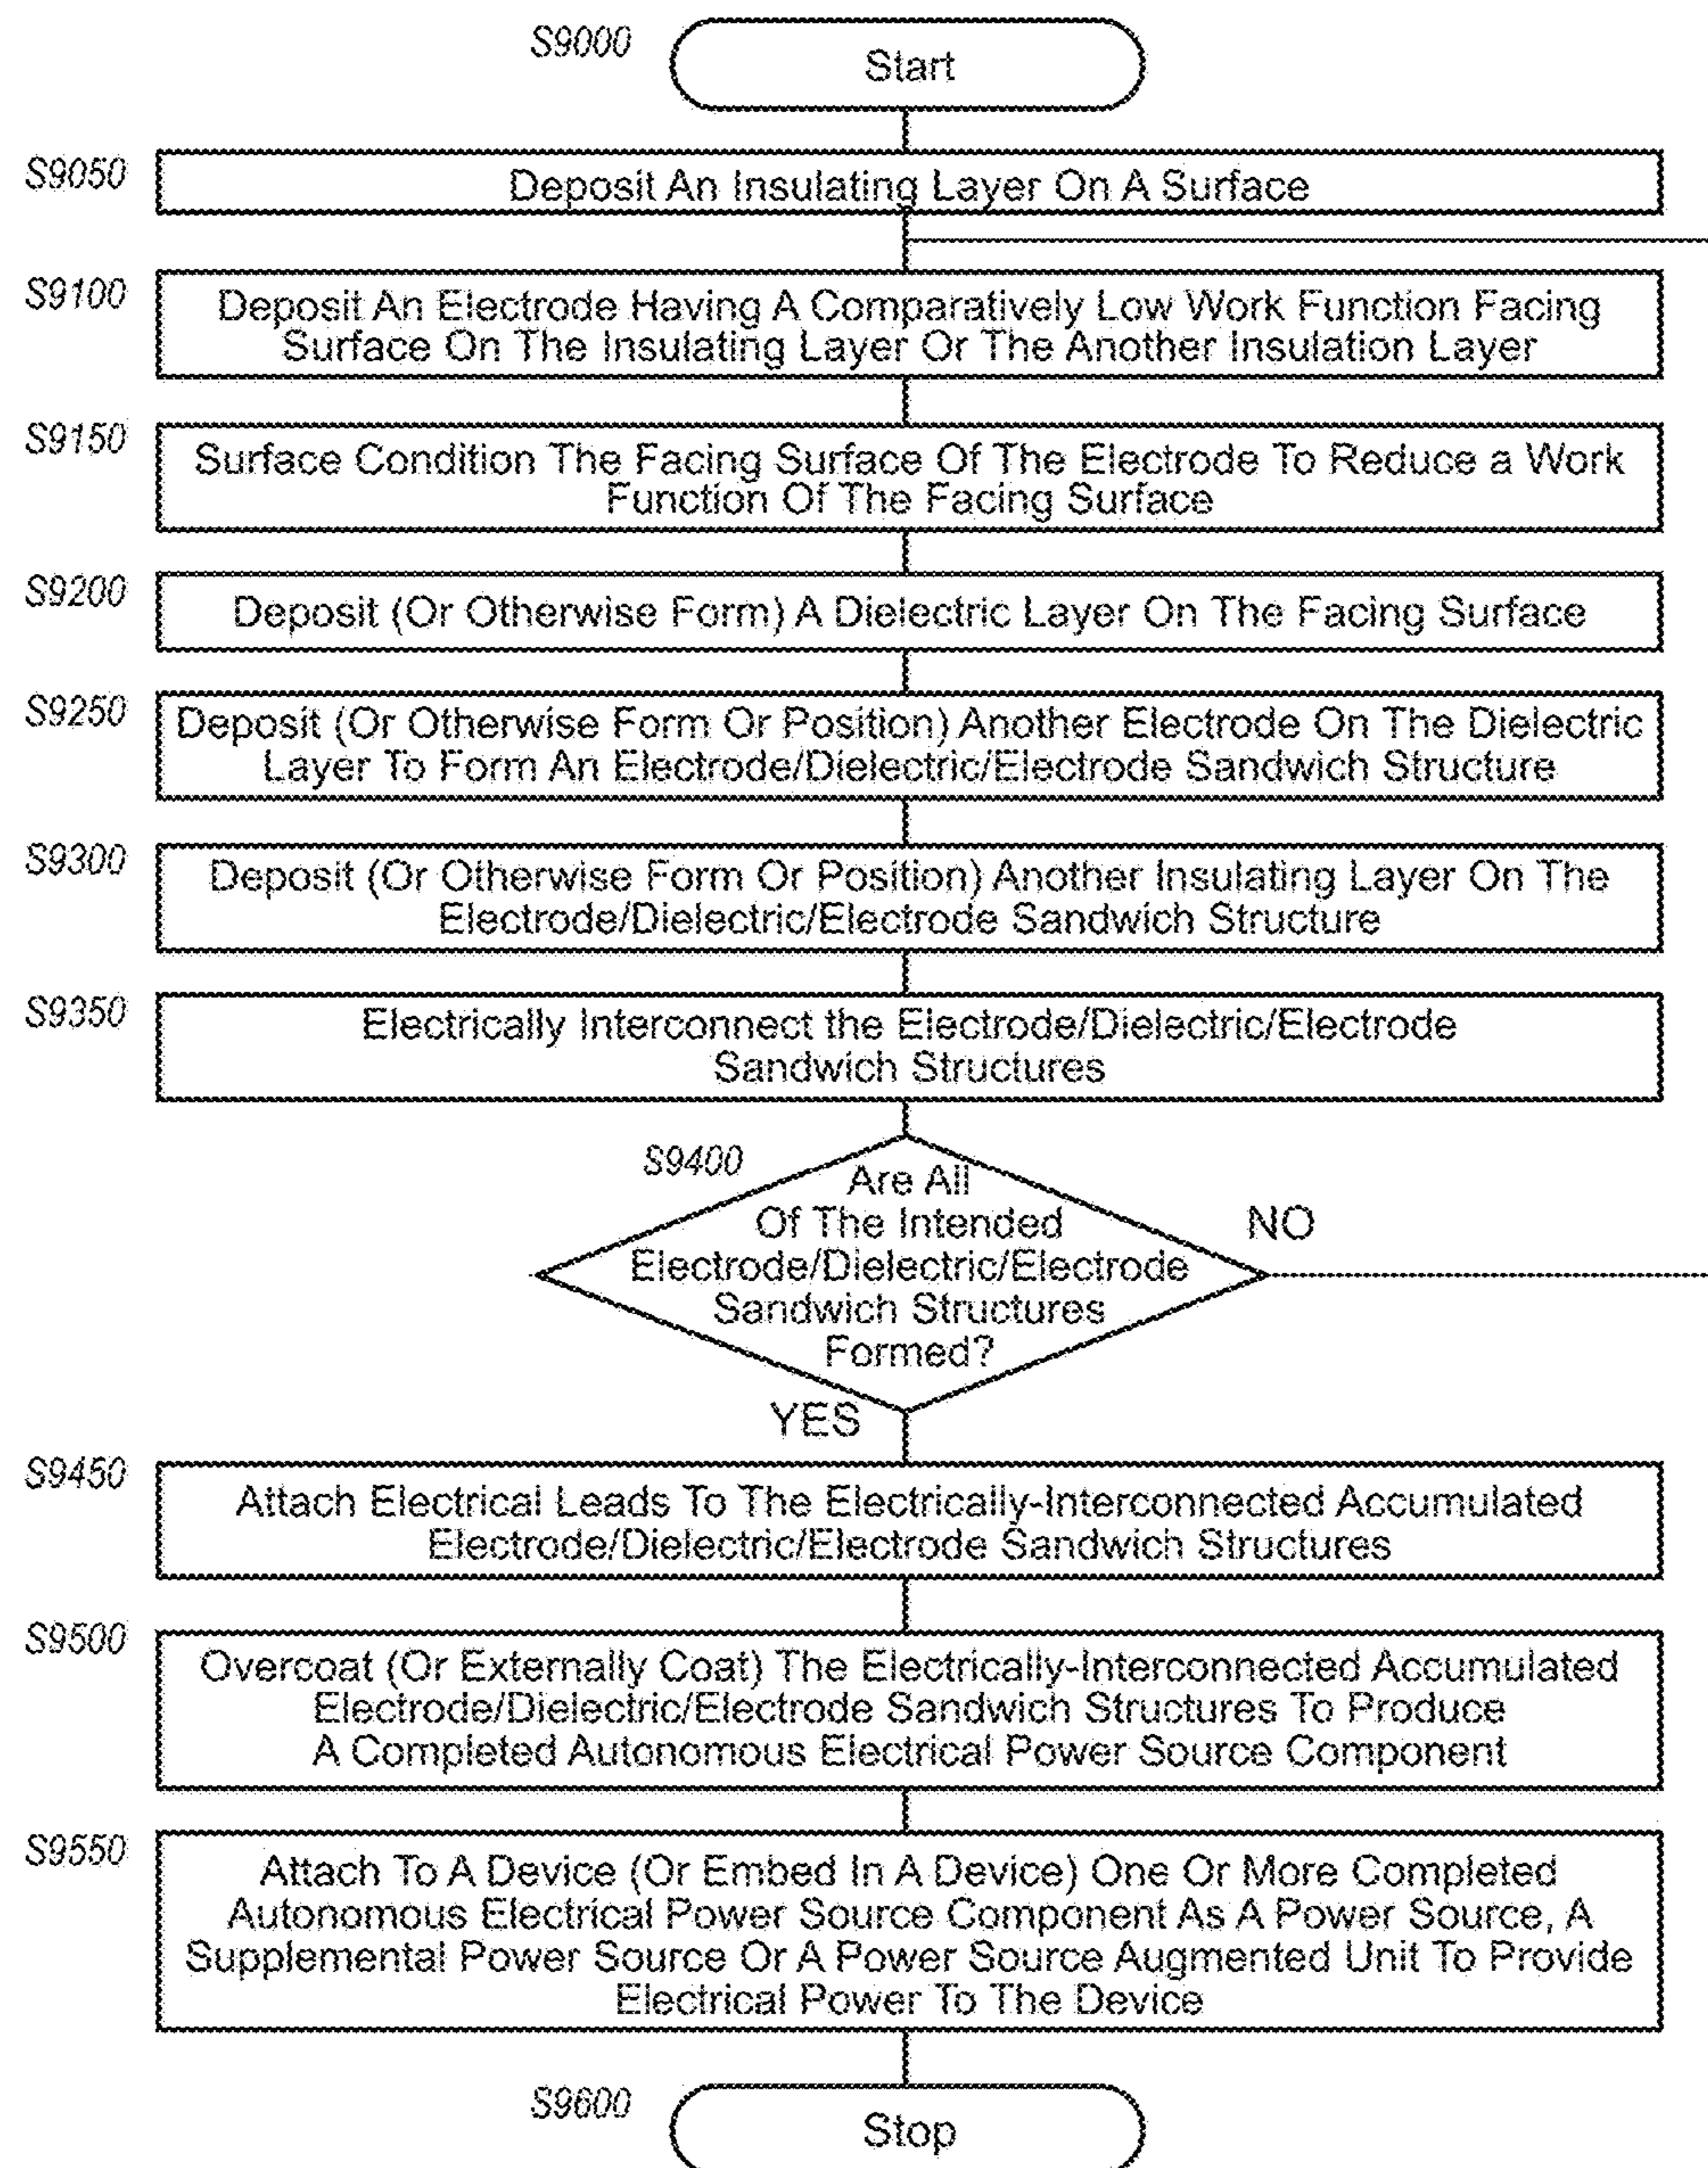 S9000
Start
S9050
Deposit An Insulating Layer On A Surface
S9100
Deposit An Electrode Having A Comparatively Low Work Function Facing
Surface On The Insulating Layer Or The Another Insulation Layer
S9150
Surface Condition The Facing Surface Of The Electrode To Reduce a Work
Function Of The Facing Surface
S9200
Deposit (Or Otherwise Form) A Dielectric Layer On The Facing Surface
S9250
Deposit (Or Otherwise Form Or Position) Another Electrode On The Dielectric
Layer To Form An Electrode/Dielectric/Electrode Sandwich Structure
S9300
Deposit (Or Otherwise Form Or Position) Another Insulating Layer On The
Electrode/Dielectric/Electrode Sandwich Structure
S9350
Electrically Interconnect the Electrode/Dielectric/Electrode
Sandwich Structures
S9400
Are All
Of The Intended
Electrode/Dielectric/Electrode
Sandwich Structures
Formed?
NO
YES
S9450
Attach Electrical Leads To The Electrically-Interconnected Accumulated
Electrode/Dielectric/Electrode Sandwich Structures
S9500
Overcoat (Or Externally Coat) The Electrically-Interconnected Accumulated
Electrode/Dielectric/Electrode Sandwich Structures To Produce
A Completed Autonomous Electrical Power Source Component
S9550
Attach To A Device (Or Embed In A Device) One Or More Completed
Autonomous Electrical Power Source Component As A Power Source, A
Supplemental Power Source Or A Power Source Augmented Unit To Provide
Electrical Power To The Device
S9600
Stop